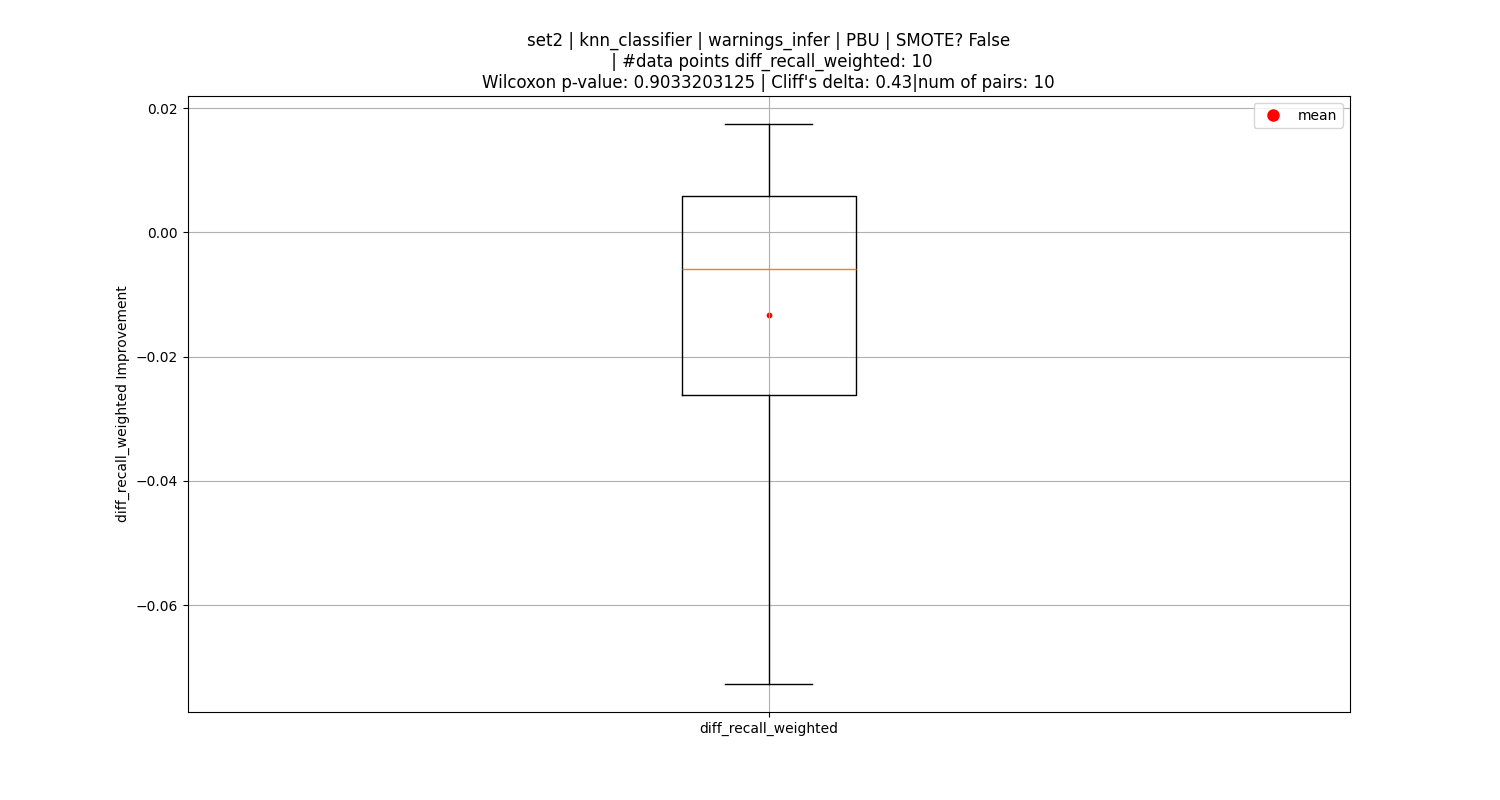 set2 | knn_classifier | warnings_infer | PBU | SMOTE? False
| #data points diff_recall_weighted: 10
Wilcoxon p-value: 0.9033203125 | Cliff's delta: 0.43|num of pairs: 10
mean
0.02
0.00
−0.02
−0.04
−0.06
diff_recall_weighted Improvement
diff_recall_weighted